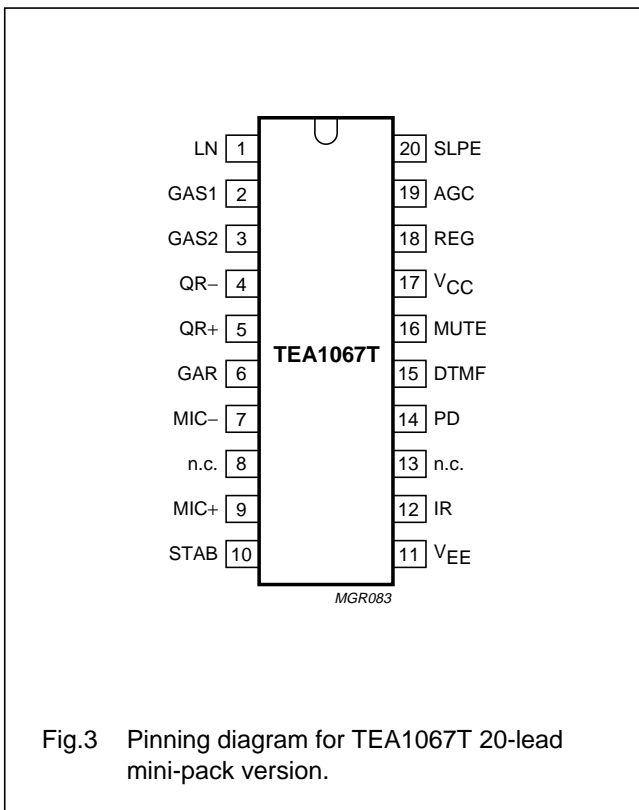 LN 1
GAS1 2
GAS2 3
QR− 4
QR+ 5
GAR 6
MIC− 7
n.c. 8
MIC+ 9
STAB 10
TEA1067T
20 SLPE
19 AGC
18 REG
17 VCC
16 MUTE
15 DTMF
14 PD
13 n.c.
12 IR
11 VEE
MGR083
Fig.3 Pinning diagram for TEA1067T 20-lead
mini-pack version.